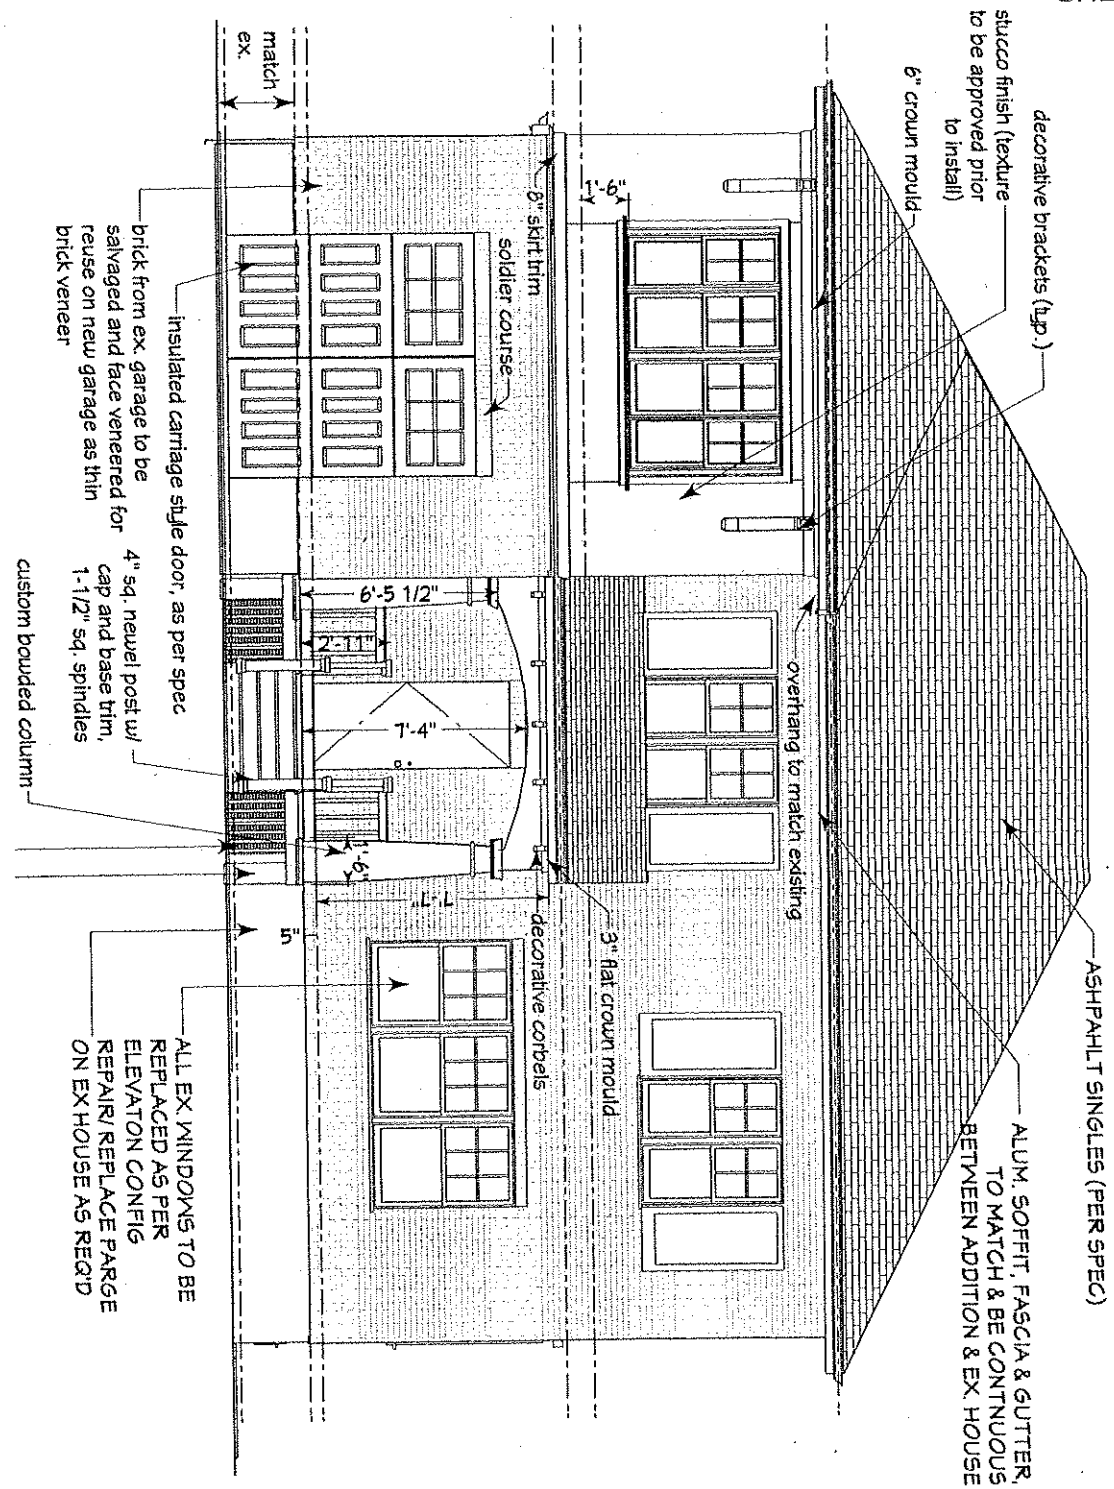 decorative brackets (typ.)
stucco finish (texture
to be approved prior
to install)
6" crown mould
ASHPAHLT SINGLES (PER SPEC)
ALUM. SOFFIT, FASCIA & GUTTER,
TO MATCH & BE CONTNUOUS
BETWEEN ADDITION & EX. HOUSE
overhang to match existing
1'-6"
8" skirt trim
soldier course
3" flat crown mould
decorative corbels
6'-5 1/2"
2'-11"
7'-4"
1'-6"
7'-7"
5"
match
ex.
insulated carriage style door, as per spec
brick from ex. garage to be
salvaged and face veneered for
reuse on new garage as thin
brick veneer
4" sq. newel post w/
cap and base trim,
1-1/2" sq. spindles
custom bowded column
ALL EX. WINDOWS TO BE
REPLACED AS PER
ELEVATON CONFIG
REPAIR/ REPLACE PARGE
ON EX HOUSE AS REQ'D